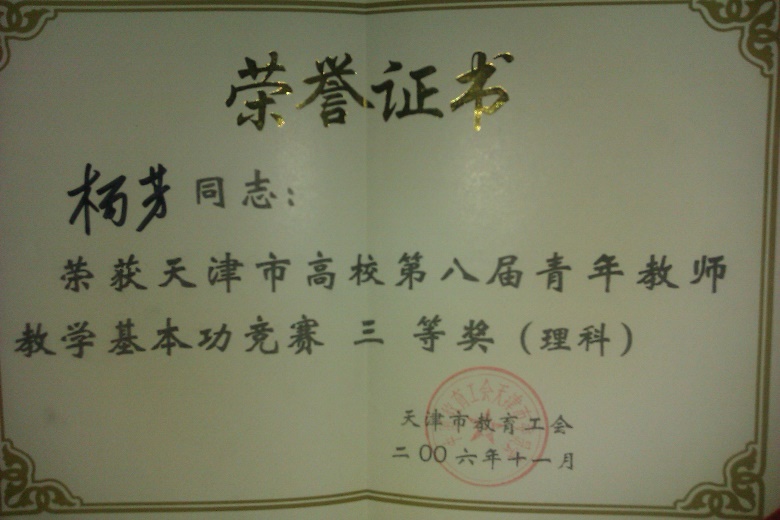 荣誉证书
杨芳同志：
荣获天津市高校第八届青年教师
教学基本功竞赛 三 等奖（理科）
天津市教育工会
二00六年十一月